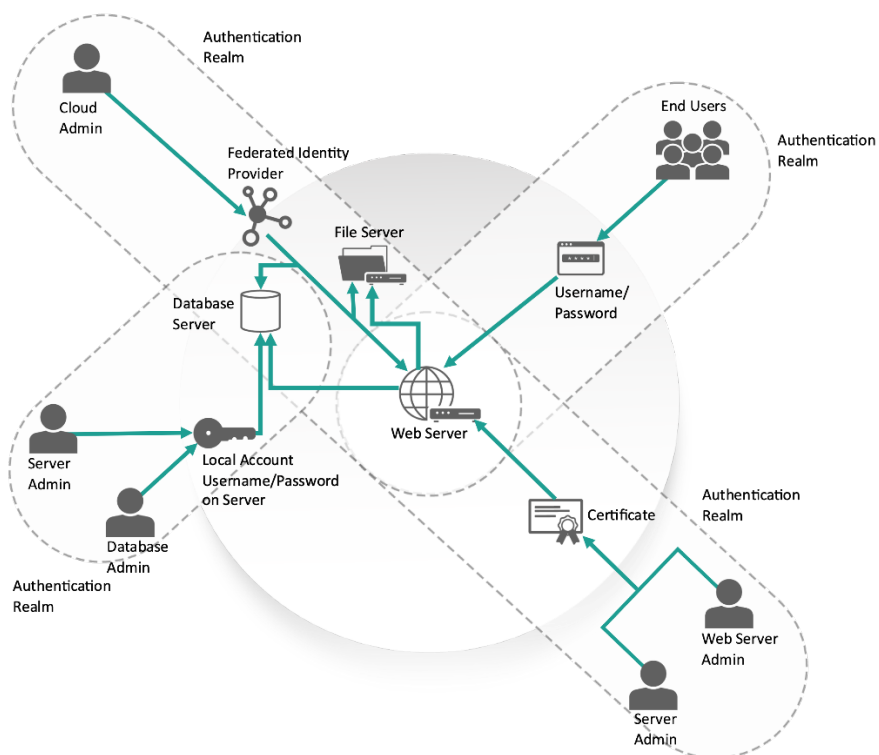 Authentication
Realm
Cloud
Admin
End Users
Authentication
Realm
Federated Identity
Provider
File Server
Username/
Password
Database
Server
Web Server
Server
Admin
Local Account
Username/Password
on Server
Database
Admin
Authentication
Realm
Certificate
Authentication
Realm
Web Server
Admin
Server
Admin